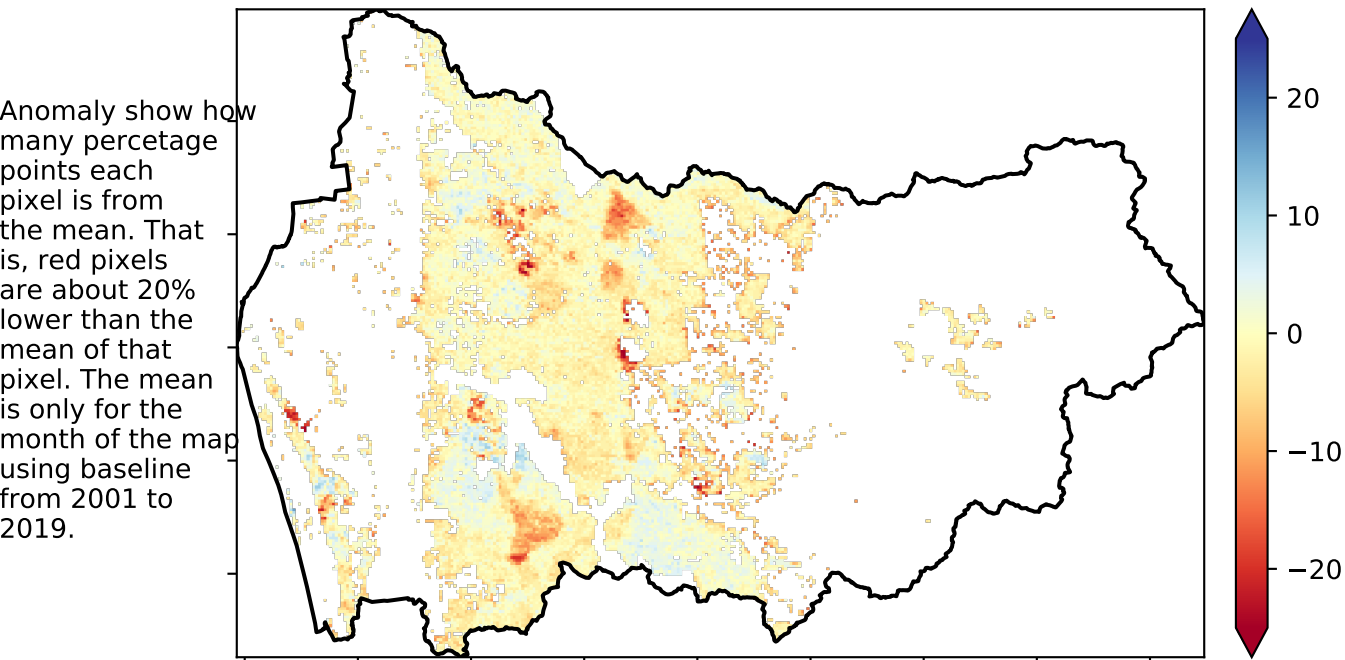 Anomaly show how
many percetage
points each
pixel is from
the mean. That
is, red pixels
are about 20%
lower than the
mean of that
pixel. The mean
is only for the
month of the map
using baseline
from 2001 to
2019.
20
10
0
−10
−20